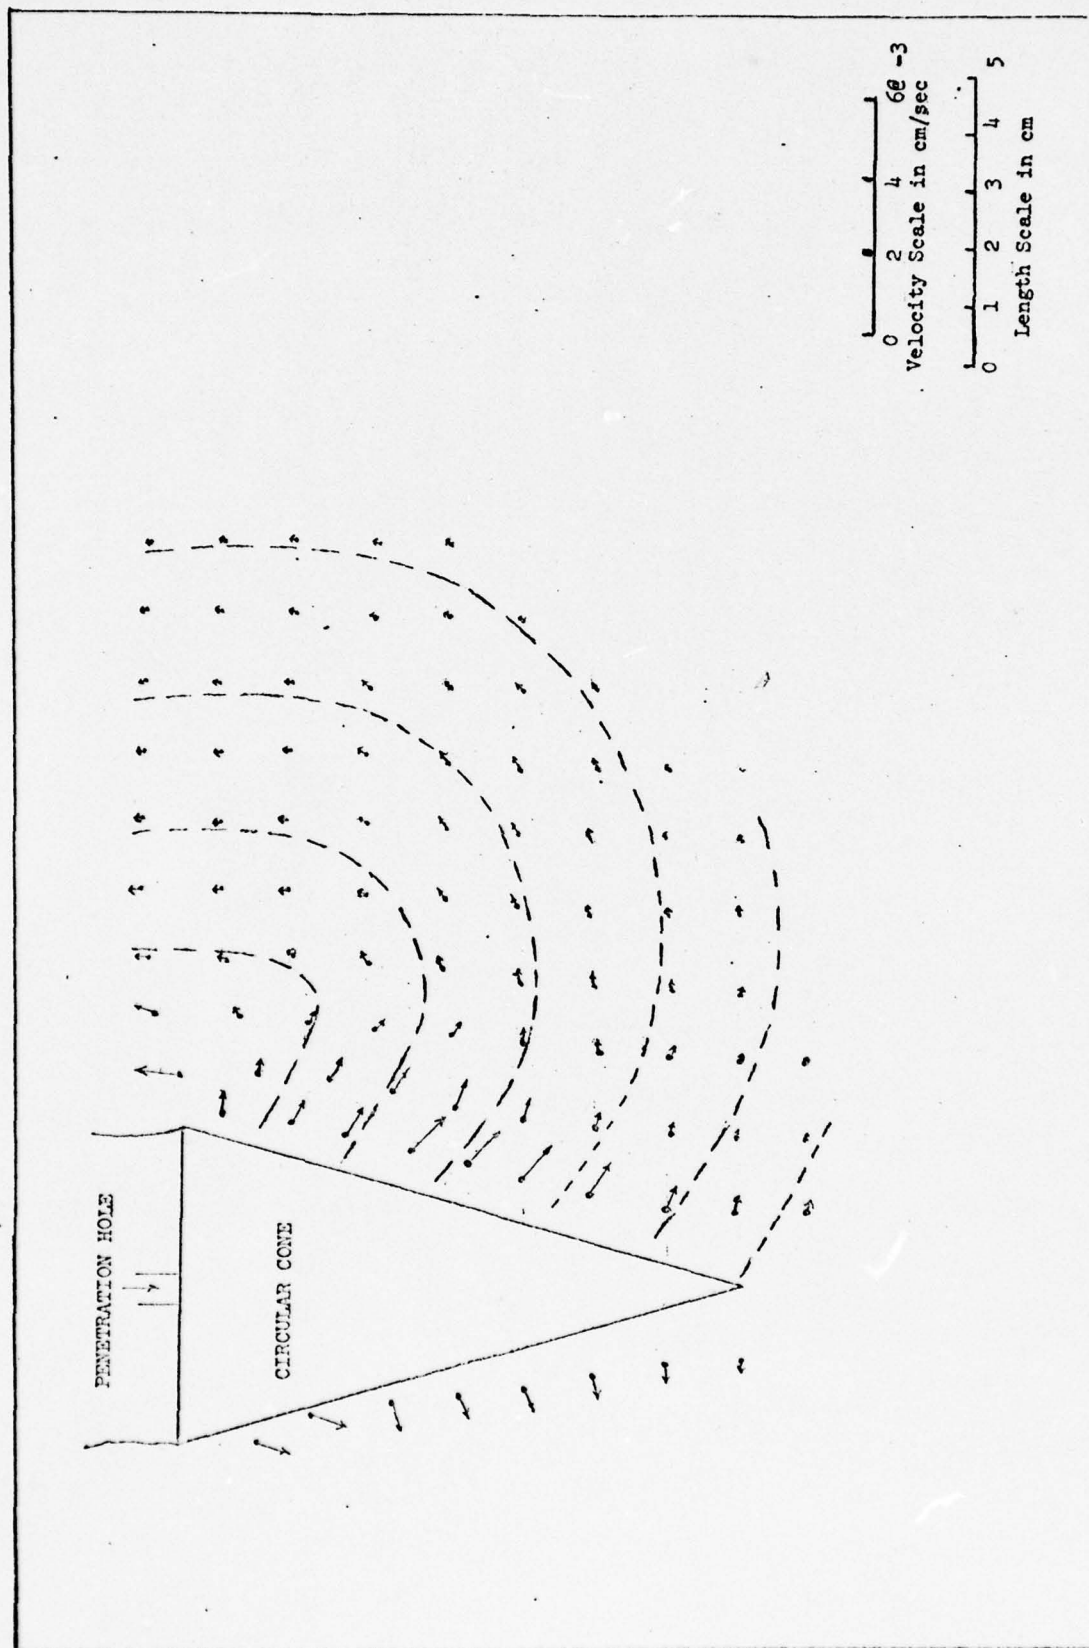 PENETRATION HOLE
CIRCULAR CONE
0 2 4 6@ -3
Velocity Scale in cm/sec
0 1 2 3 4 5
Length Scale in cm